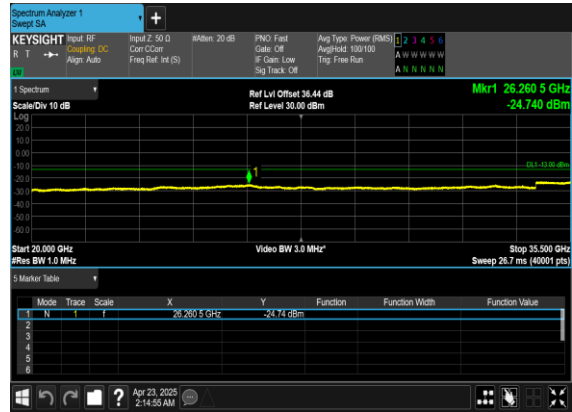 Spectrum Analyzer 1
Swept SA
+
KEYSIGHT Input: RF Input Z: 50 Ω #Atten: 20 dB PNO: Fast Avg Type: Power (RMS) 1 2 3 4 5 6
R T Coupling: DC Corr CCorr Gate: Off Avg|Hold: 100/100 A W W W W W
Align: Auto Freq Ref: Int (S) IF Gain: Low Trig: Free Run
Sig Track: Off A N N N N N
1 Spectrum
Ref Lvl Offset 36.44 dB Mkr1 26.260 5 GHz
Scale/Div 10 dB Ref Level 30.00 dBm -24.740 dBm
Log
20.0
10.0
0.00
-10.0 DL1 -13.00 dBm
1
-20.0
-30.0
-40.0
-50.0
-60.0
Start 20.000 GHz Video BW 3.0 MHz* Stop 35.500 GHz
#Res BW 1.0 MHz Sweep 26.7 ms (40001 pts)
5 Marker Table
Mode Trace Scale X Y Function Function Width Function Value
1 N 1 f 26.260 5 GHz -24.74 dBm
2
3
4
5
6
? Apr 23, 2025
2:14:55 AM